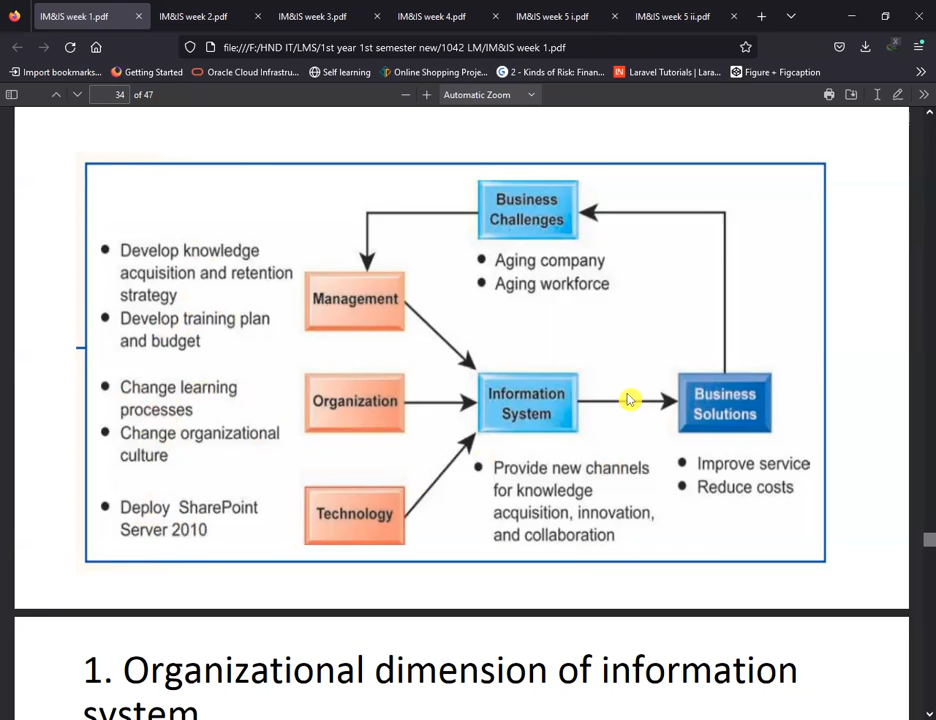 IM&IS week 1.pdf
IM&IS week 2.pdf
IM&IS week 3.pdf
IM&IS week 4.pdf
IM&IS week 5 i.pdf
IM&IS week 5 ii.pdf
file:///F:/HND IT/LMS/1st year 1st semester new/1042 LM/IM&IS week 1.pdf
Import bookmarks...
Getting Started
Oracle Cloud Infrastru...
Self learning
Online Shopping Proje...
2 - Kinds of Risk: Finan...
Laravel Tutorials | Lara...
Figure + Figcaption
34 of 47
Automatic Zoom
Business
Challenges
• Aging company
• Aging workforce
• Develop knowledge
acquisition and retention
strategy
• Develop training plan
and budget
Management
• Change learning
processes
• Change organizational
culture
Organization
Information
System
Business
Solutions
• Provide new channels
for knowledge
acquisition, innovation,
and collaboration
• Improve service
• Reduce costs
• Deploy SharePoint
Server 2010
Technology
1. Organizational dimension of information
system